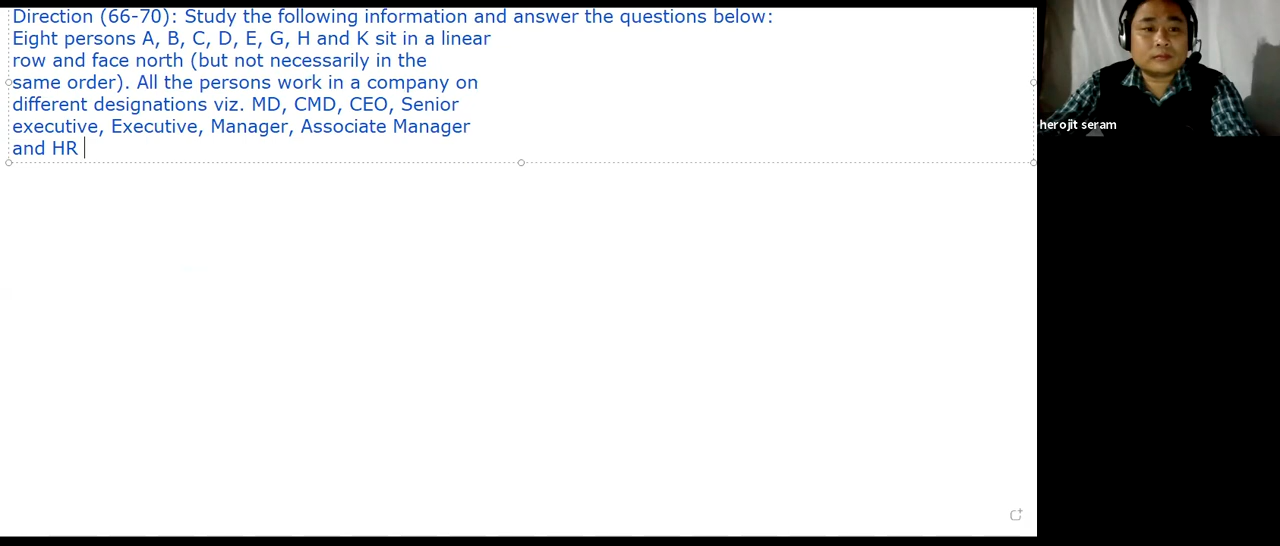 Direction (66-70): Study the following information and answer the questions below:
Eight persons A, B, C, D, E, G, H and K sit in a linear
row and face north (but not necessarily in the
same order). All the persons work in a company on
different designations viz. MD, CMD, CEO, Senior
executive, Executive, Manager, Associate Manager
and HR
herojit seram